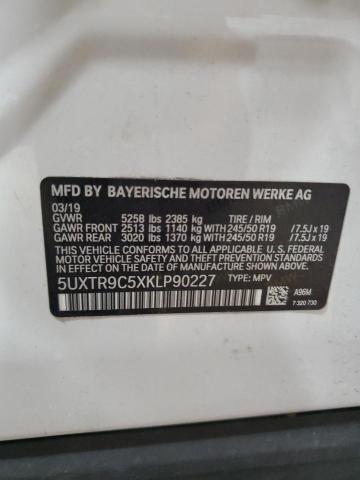 MFD BY BAYERISCHE MOTOREN WERKE AG
03/19
GVWR 5258 lbs 2385 kg TIRE / RIM
GAWR FRONT 2513 lbs 1140 kg WITH 245/50 R19 /7.5J x 19
GAWR REAR 3020 lbs 1370 kg WITH 245/50 R19 /7.5J x 19
THIS VEHICLE CONFORMS TO ALL APPLICABLE U.S. FEDERAL
MOTOR VEHICLE SAFETY STANDARDS IN EFFECT ON THE
DATE OF MANUFACTURE SHOWN ABOVE.
5UXTR9C5XKLP90227 TYPE: MPV
A96M
7 320 730